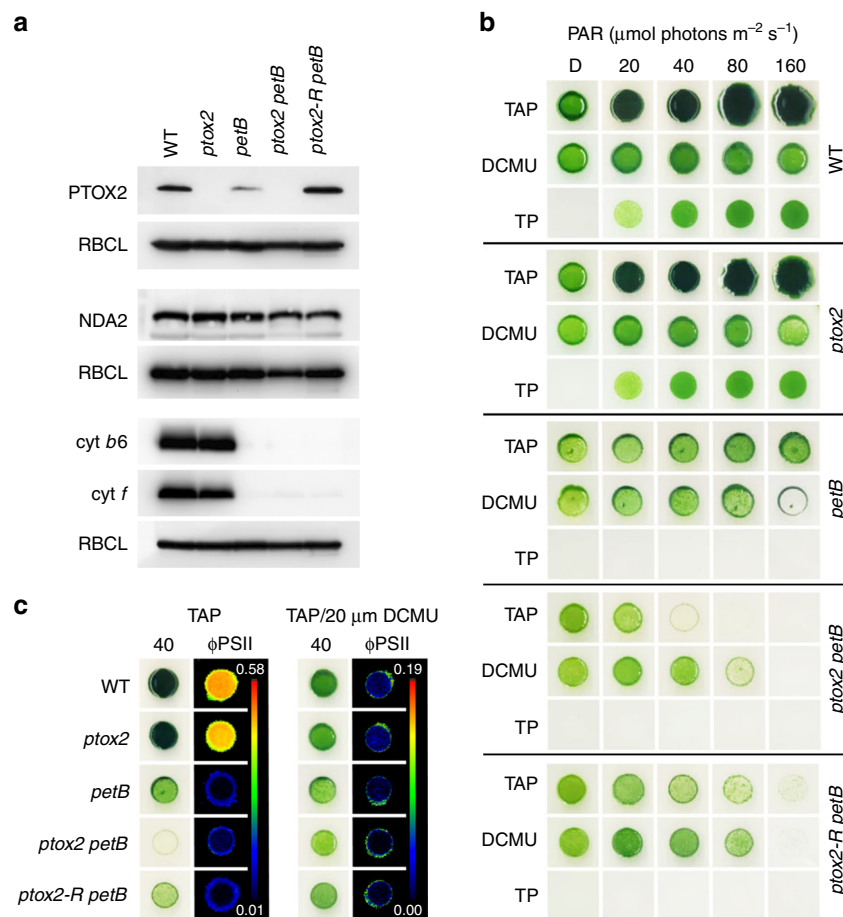 a
WT
ptox2
petB
ptox2 petB
ptox2-R petB
PTOX2
RBCL
NDA2
RBCL
cyt b6
cyt f
RBCL
b
PAR (μmol photons m⁻² s⁻¹)
D 20 40 80 160
TAP
DCMU
TP
WT
TAP
DCMU
TP
ptox2
TAP
DCMU
TP
petB
TAP
DCMU
TP
ptox2 petB
TAP
DCMU
TP
ptox2-R petB
c
TAP TAP/20 μm DCMU
40 ϕPSII 40 ϕPSII
0.58 0.19
WT
ptox2
petB
ptox2 petB
ptox2-R petB
0.01 0.00